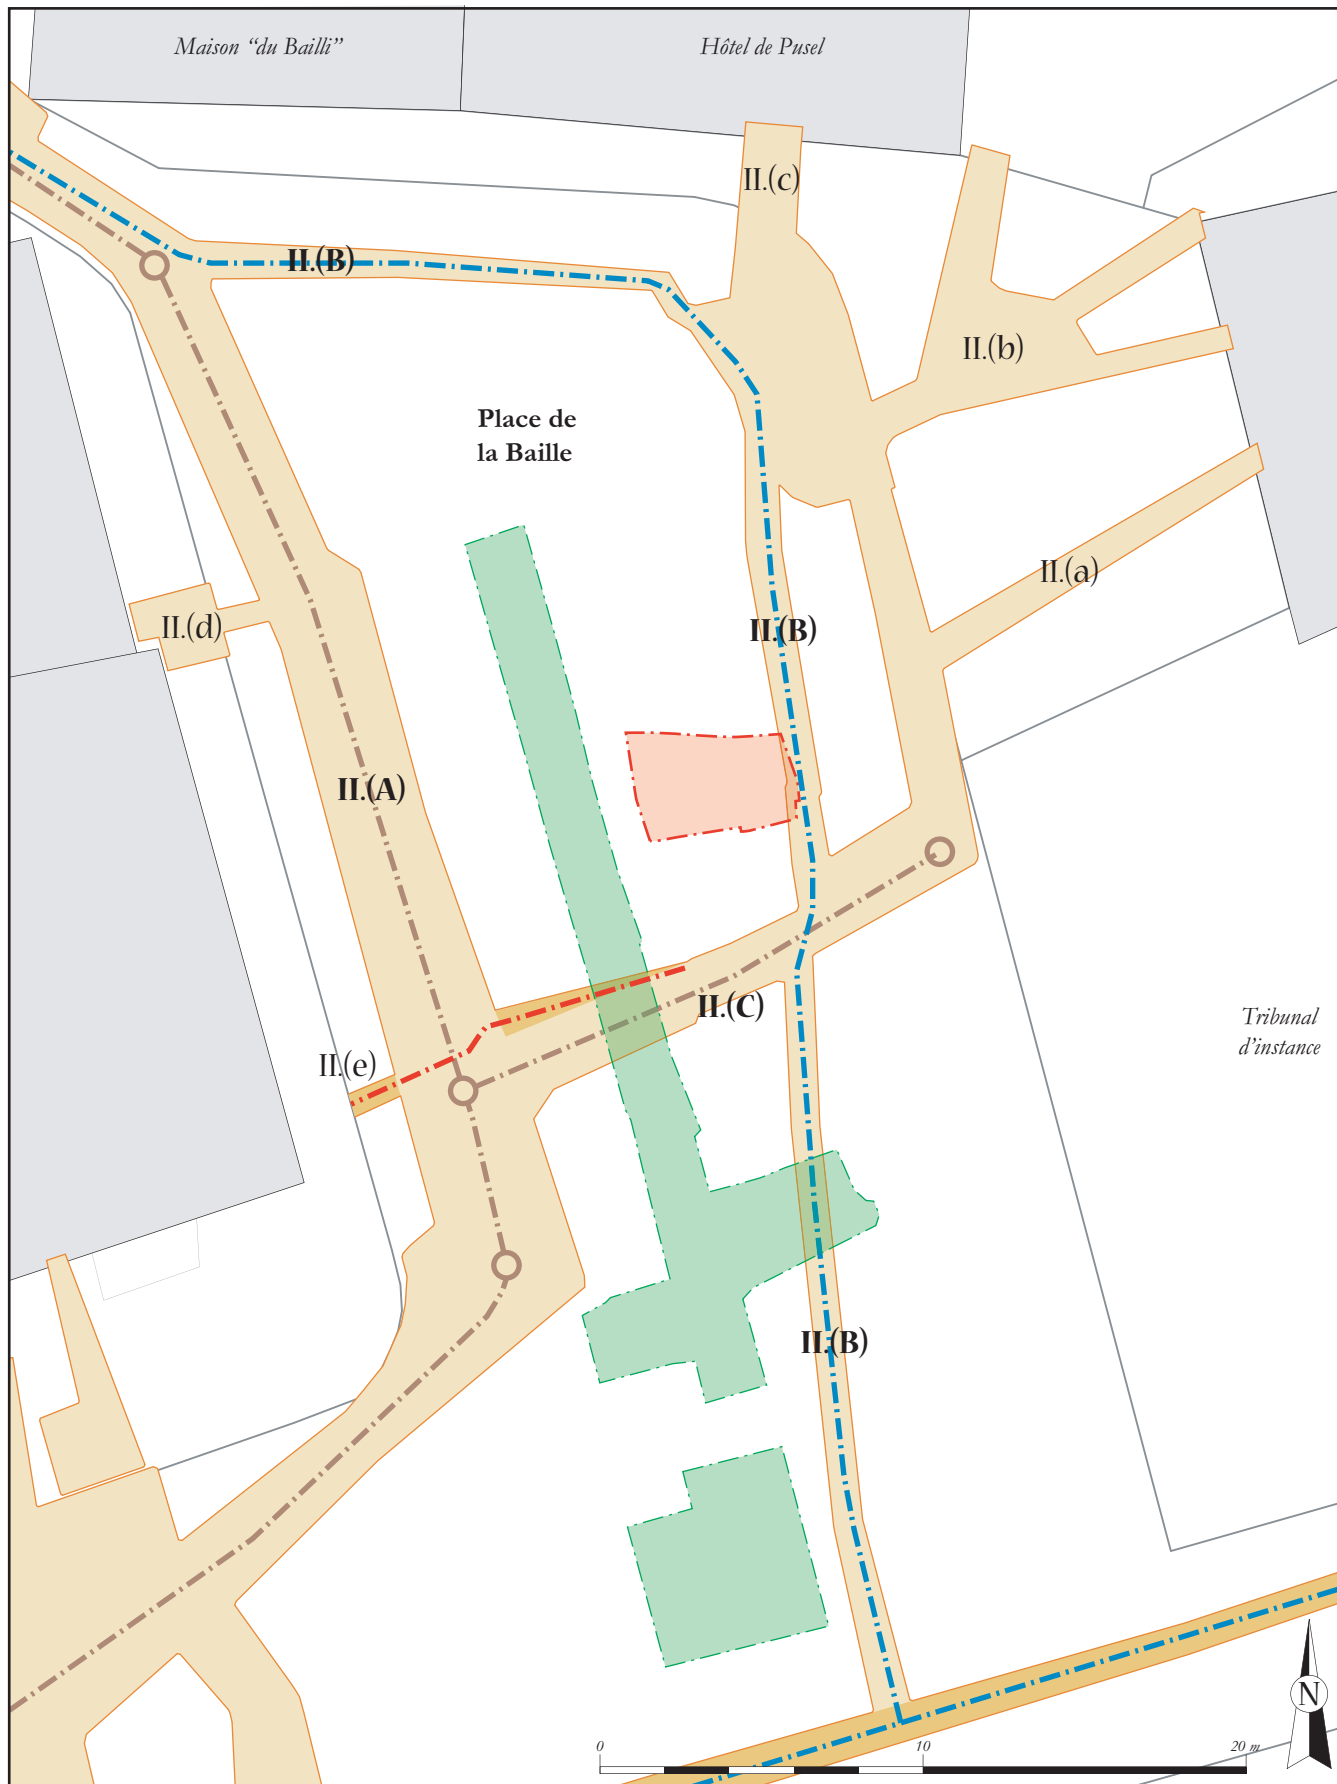 Maison “du Bailli”
Hôtel de Pusel
II.(c)
II.(B)
II.(b)
Place de
la Baille
II.(a)
II.(d)
II.(B)
II.(A)
II.(C)
Tribunal
d’instance
II.(e)
II.(B)
N
0
10
20 m